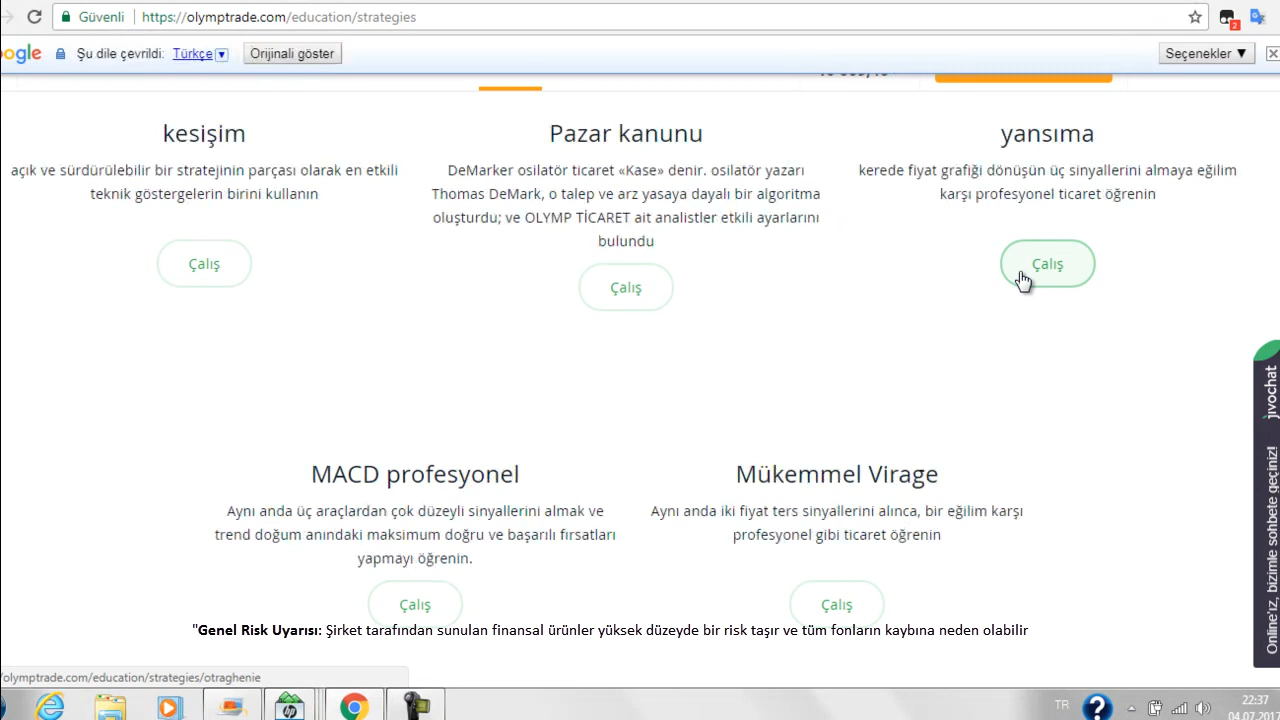 Güvenli
https://olymptrade.com/education/strategies
2
ogle
Şu dile çevrildi: Türkçe
Orijinali göster
Seçenekler ▼
kesişim
açık ve sürdürülebilir bir stratejinin parçası olarak en etkili
teknik göstergelerin birini kullanın
Çalış
Pazar kanunu
DeMarker osilatör ticaret «Kase» denir. osilatör yazarı
Thomas DeMark, o talep ve arz yasaya dayalı bir algoritma
oluşturdu; ve OLYMP TİCARET ait analistler etkili ayarlarını
bulundu
Çalış
yansıma
kerede fiyat grafiği dönüşün üç sinyallerini almaya eğilim
karşı profesyonel ticaret öğrenin
Çalış
MACD profesyonel
Aynı anda üç araçlardan çok düzeyli sinyallerini almak ve
trend doğum anındaki maksimum doğru ve başarılı fırsatları
yapmayı öğrenin.
Çalış
Mükemmel Virage
Aynı anda iki fiyat ters sinyallerini alınca, bir eğilim karşı
profesyonel gibi ticaret öğrenin
Çalış
jivochat
Online'ız, bizimle sohbete geçiniz!
"Genel Risk Uyarısı: Şirket tarafından sunulan finansal ürünler yüksek düzeyde bir risk taşır ve tüm fonların kaybına neden olabilir
/olymptrade.com/education/strategies/otraghenie
hp
TR
?
22:37
04.07.201